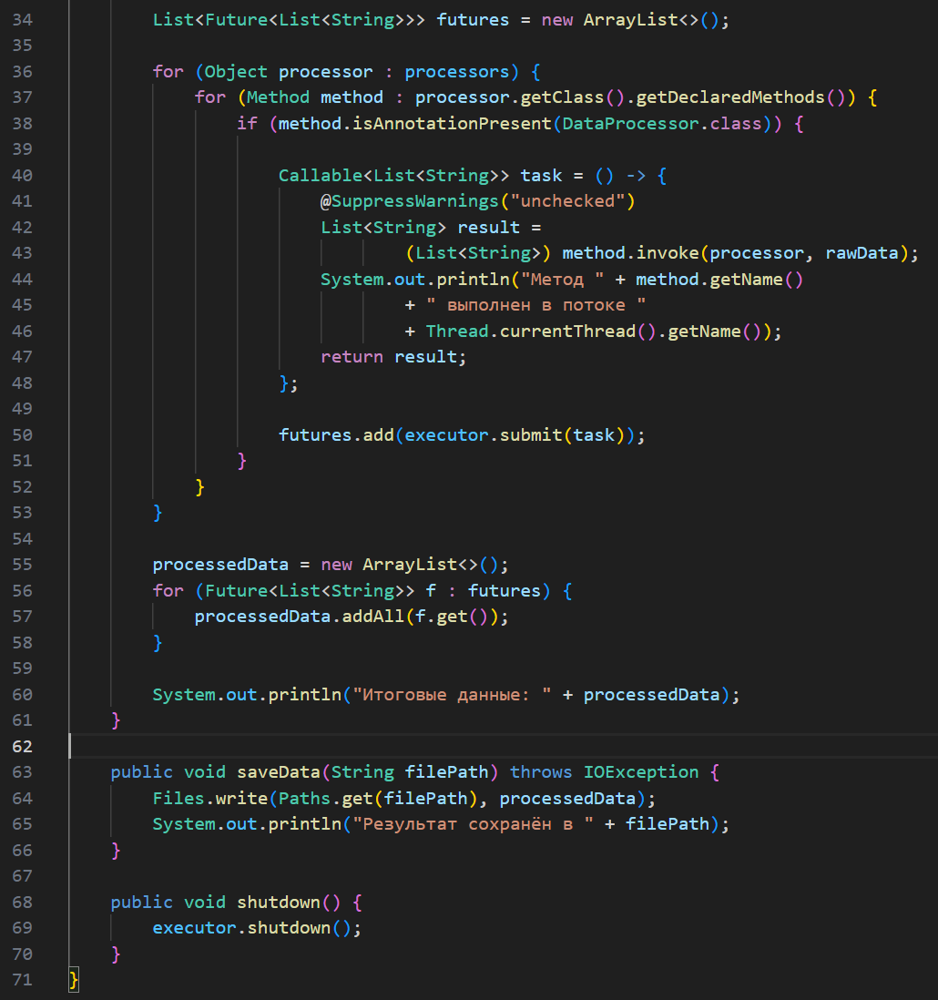 34 List<Future<List<String>>> futures = new ArrayList<>();
35
36 for (Object processor : processors) {
37 for (Method method : processor.getClass().getDeclaredMethods()) {
38 if (method.isAnnotationPresent(DataProcessor.class)) {
39
40 Callable<List<String>> task = () -> {
41 @SuppressWarnings("unchecked")
42 List<String> result =
43 (List<String>) method.invoke(processor, rawData);
44 System.out.println("Метод " + method.getName()
45 + " выполнен в потоке "
46 + Thread.currentThread().getName());
47 return result;
48 };
49
50 futures.add(executor.submit(task));
51 }
52 }
53 }
54
55 processedData = new ArrayList<>();
56 for (Future<List<String>> f : futures) {
57 processedData.addAll(f.get());
58 }
59
60 System.out.println("Итоговые данные: " + processedData);
61 }
62
63 public void saveData(String filePath) throws IOException {
64 Files.write(Paths.get(filePath), processedData);
65 System.out.println("Результат сохранён в " + filePath);
66 }
67
68 public void shutdown() {
69 executor.shutdown();
70 }
71 }